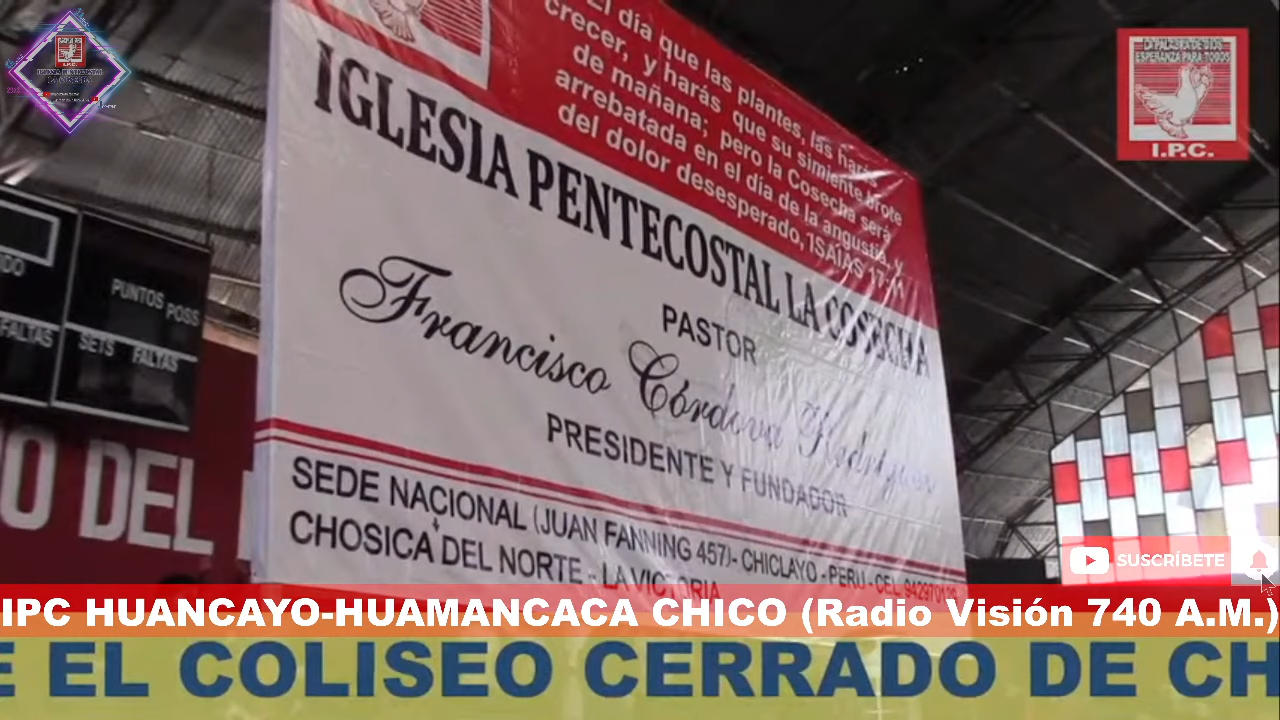 El día que las plantes, las harás
crecer, y harás que su simiente brote
de mañana; pero la Cosecha será
arrebatada en el día de la angustia, y
del dolor desesperado, ISAÍAS 17:11
IGLESIA PENTECOSTAL LA COSECHA
PASTOR
Francisco Córdova Rodríguez
PRESIDENTE Y FUNDADOR
SEDE NACIONAL (JUAN FANNING 457)- CHICLAYO - PERU - CEL.
CHOSICA DEL NORTE - LA VICTORIA
LA PALABRA DE DIOS
ESPERANZA PARA TODOS
I.P.C.
PUNTOS POSS
FALTAS SETS FALTAS
O DEL
SUSCRÍBETE
IPC HUANCAYO-HUAMANCACA CHICO (Radio Visión 740 A.M.)
E EL COLISEO CERRADO DE CH